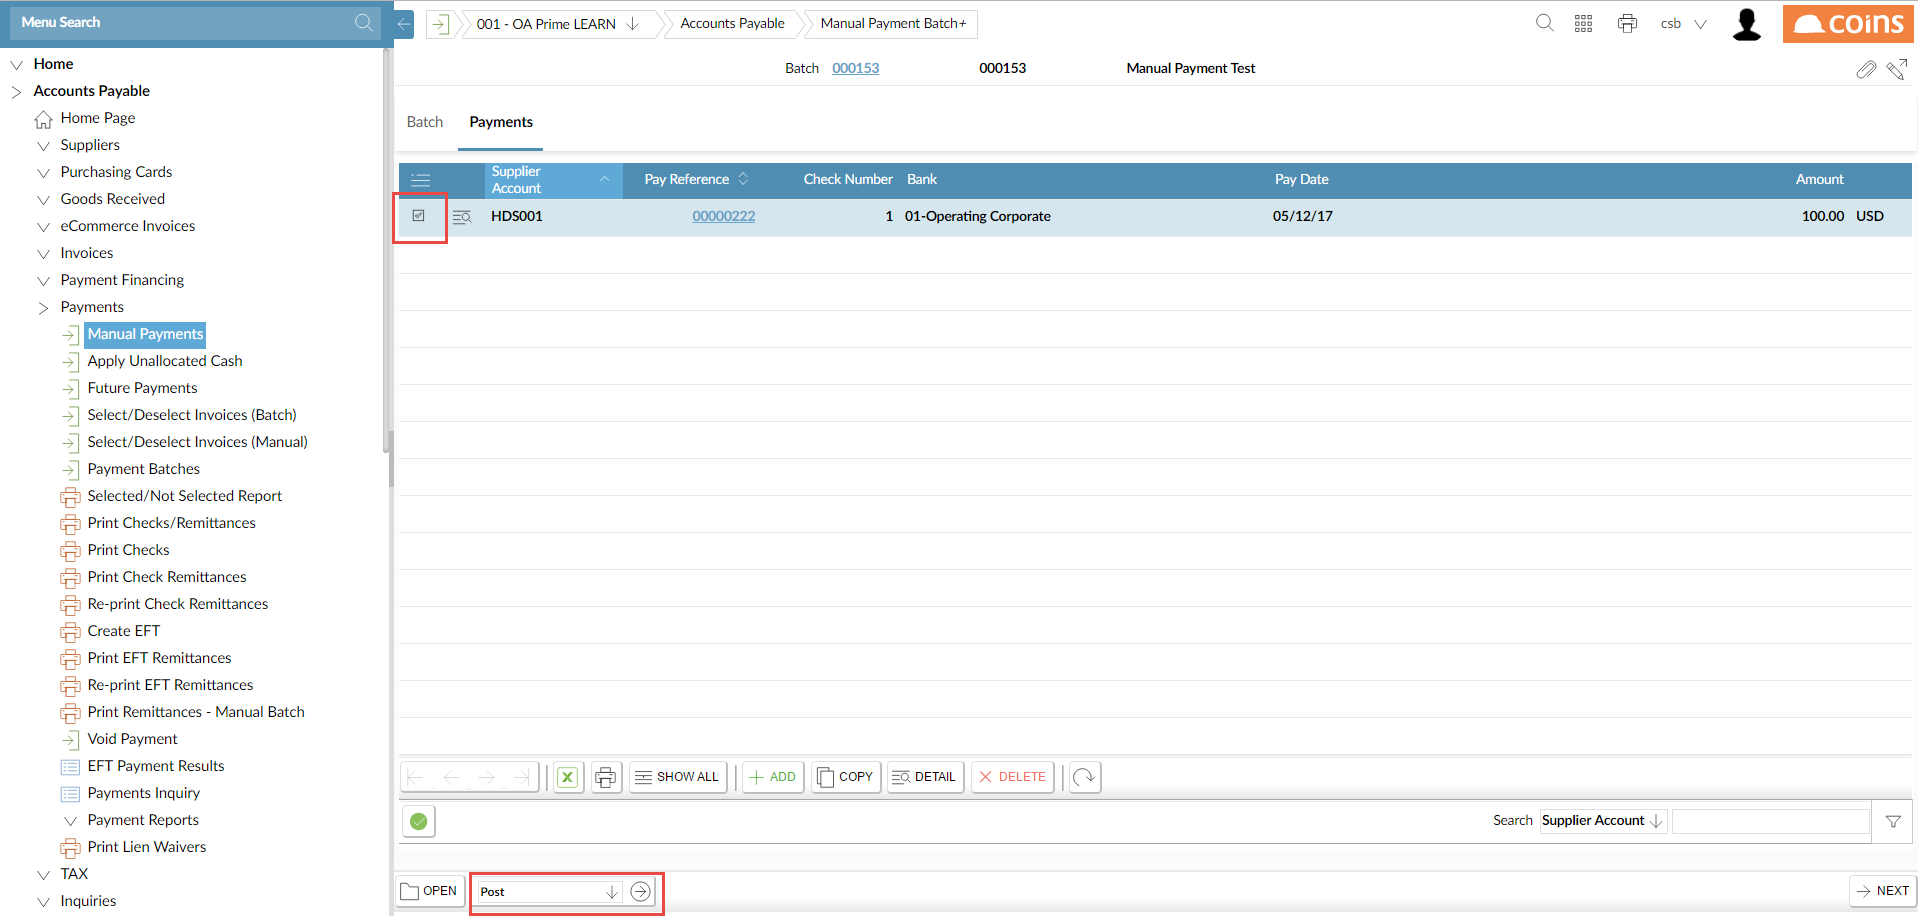 Menu Search
001 - OA Prime LEARN
Accounts Payable
Manual Payment Batch+
csb
coins
Batch 000153 000153 Manual Payment Test
Batch Payments
Home
Accounts Payable
Home Page
Suppliers
Purchasing Cards
Goods Received
eCommerce Invoices
Invoices
Payment Financing
Payments
Manual Payments
Apply Unallocated Cash
Future Payments
Select/Deselect Invoices (Batch)
Select/Deselect Invoices (Manual)
Payment Batches
Selected/Not Selected Report
Print Checks/Remittances
Print Checks
Print Check Remittances
Re-print Check Remittances
Create EFT
Print EFT Remittances
Re-print EFT Remittances
Print Remittances - Manual Batch
Void Payment
EFT Payment Results
Payments Inquiry
Payment Reports
Print Lien Waivers
TAX
Inquiries
Supplier Account Pay Reference Check Number Bank Pay Date Amount
HDS001 00000222 1 01-Operating Corporate 05/12/17 100.00 USD
SHOW ALL ADD COPY DETAIL DELETE
Search Supplier Account
OPEN Post NEXT